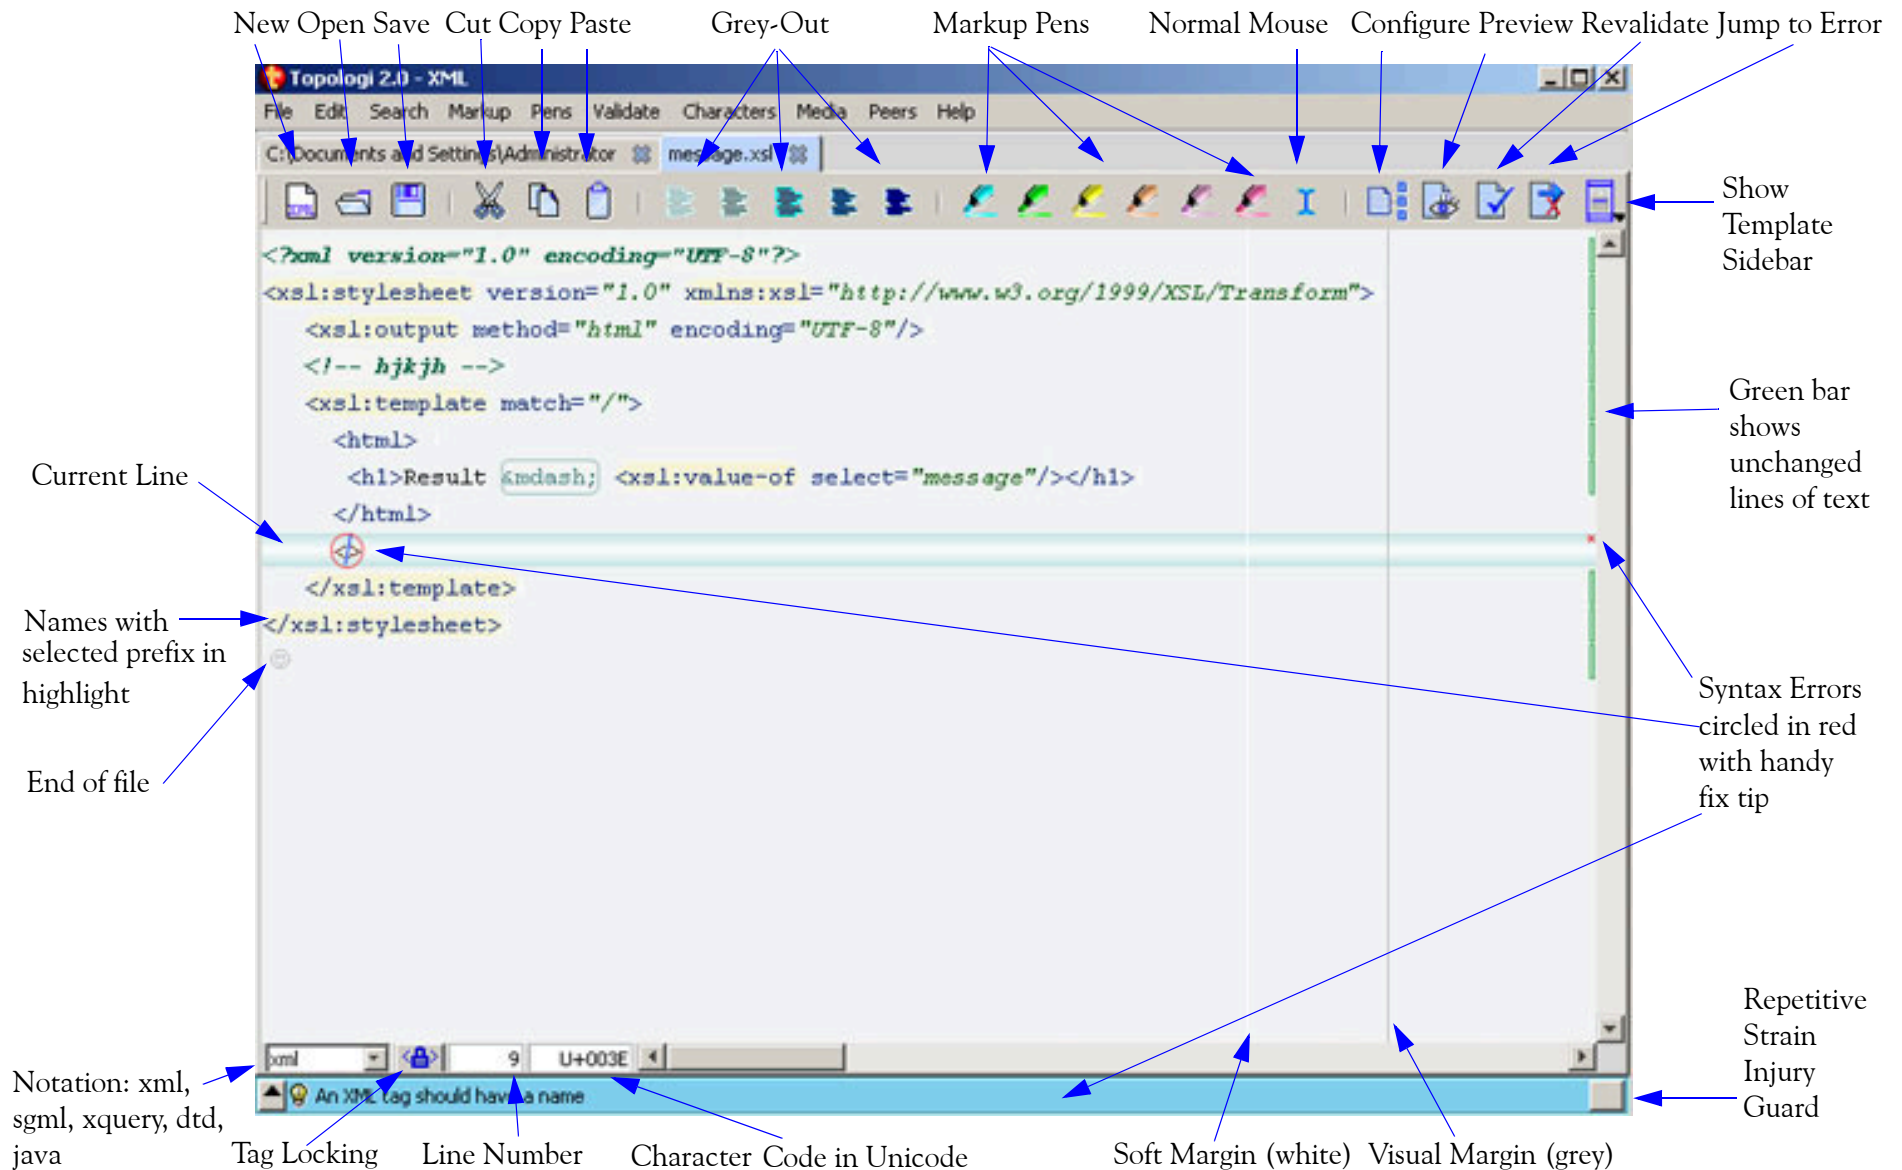 New Open Save Cut Copy Paste Grey-Out Markup Pens Normal Mouse Configure Preview Revalidate Jump to Error
Topologi 2.0 - XML
File Edit Search Markup Pens Validate Characters Media Peers Help
C:\Documents and Settings\Administrator message.xsl
XML
Show
Template
Sidebar
<?xml version="1.0" encoding="UTF-8"?>
<xsl:stylesheet version="1.0" xmlns:xsl="http://www.w3.org/1999/XSL/Transform">
<xsl:output method="html" encoding="UTF-8"/>
<!-- hjkjh -->
<xsl:template match="/">
<html>
<h1>Result &mdash; <xsl:value-of select="message"/></h1>
</html>
<>
</xsl:template>
</xsl:stylesheet>
Green bar
shows
unchanged
lines of text
Current Line
Names with
selected prefix in
highlight
End of file
Syntax Errors
circled in red
with handy
fix tip
Repetitive
Strain
Injury
Guard
xml 9 U+003E
An XML tag should have a name
Notation: xml,
sgml, xquery, dtd,
java
Tag Locking Line Number Character Code in Unicode Soft Margin (white) Visual Margin (grey)